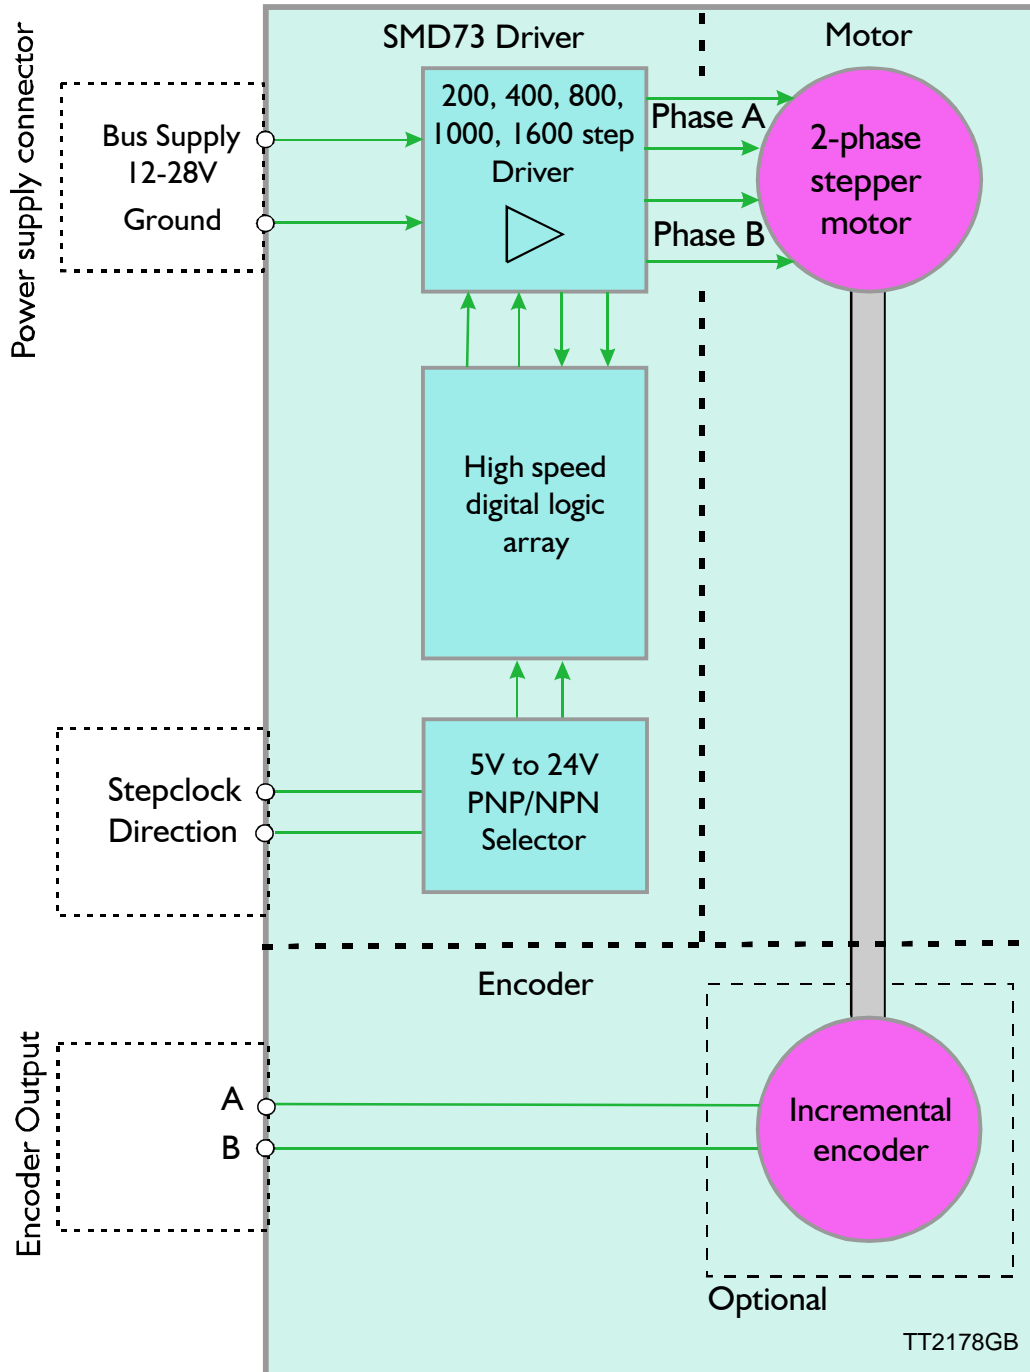 SMD73 Driver
Motor
Power supply connector
Bus Supply
12-28V
Ground
200, 400, 800,
1000, 1600 step
Driver
Phase A
Phase B
2-phase
stepper
motor
High speed
digital logic
array
Stepclock
Direction
5V to 24V
PNP/NPN
Selector
Encoder
Encoder Output
A
B
Incremental
encoder
Optional
TT2178GB